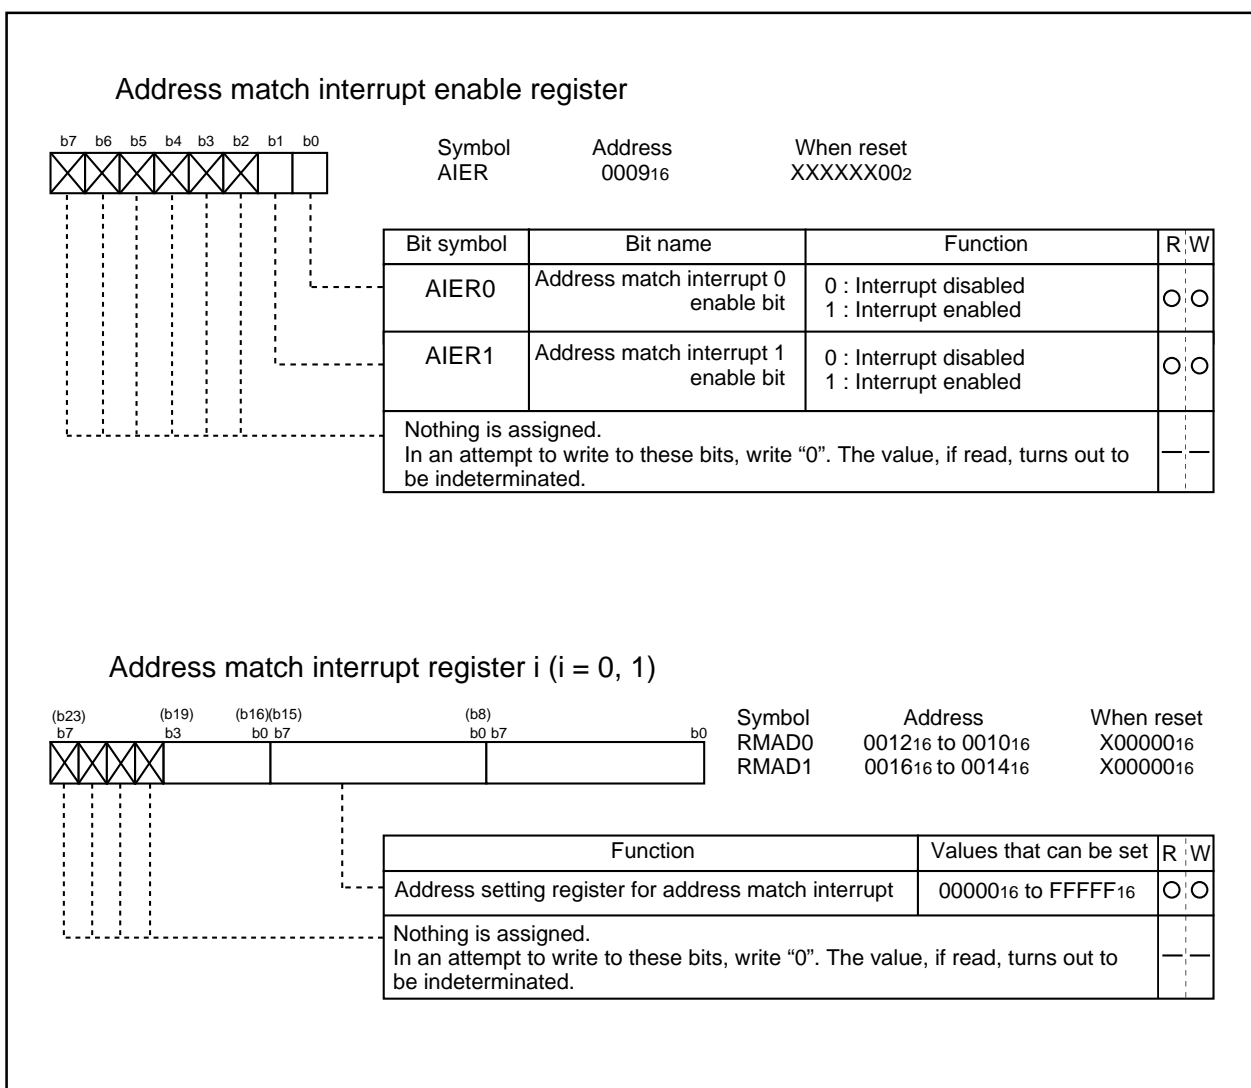 Address match interrupt enable register
b7 b6 b5 b4 b3 b2 b1 b0
Symbol Address When reset
AIER 000916 XXXXXX002
Bit symbol Bit name Function R W
AIER0 Address match interrupt 0 enable bit 0 : Interrupt disabled
1 : Interrupt enabled
AIER1 Address match interrupt 1 enable bit 0 : Interrupt disabled
1 : Interrupt enabled
Nothing is assigned.
In an attempt to write to these bits, write “0”. The value, if read, turns out to
be indeterminated.
Address match interrupt register i (i = 0, 1)
(b23) (b19) (b16)(b15) (b8)
b7 b3 b0 b7 b0 b7 b0
Symbol Address When reset
RMAD0 001216 to 001016 X0000016
RMAD1 001616 to 001416 X0000016
Function Values that can be set R W
Address setting register for address match interrupt 0000016 to FFFFF16
Nothing is assigned.
In an attempt to write to these bits, write “0”. The value, if read, turns out to
be indeterminated.